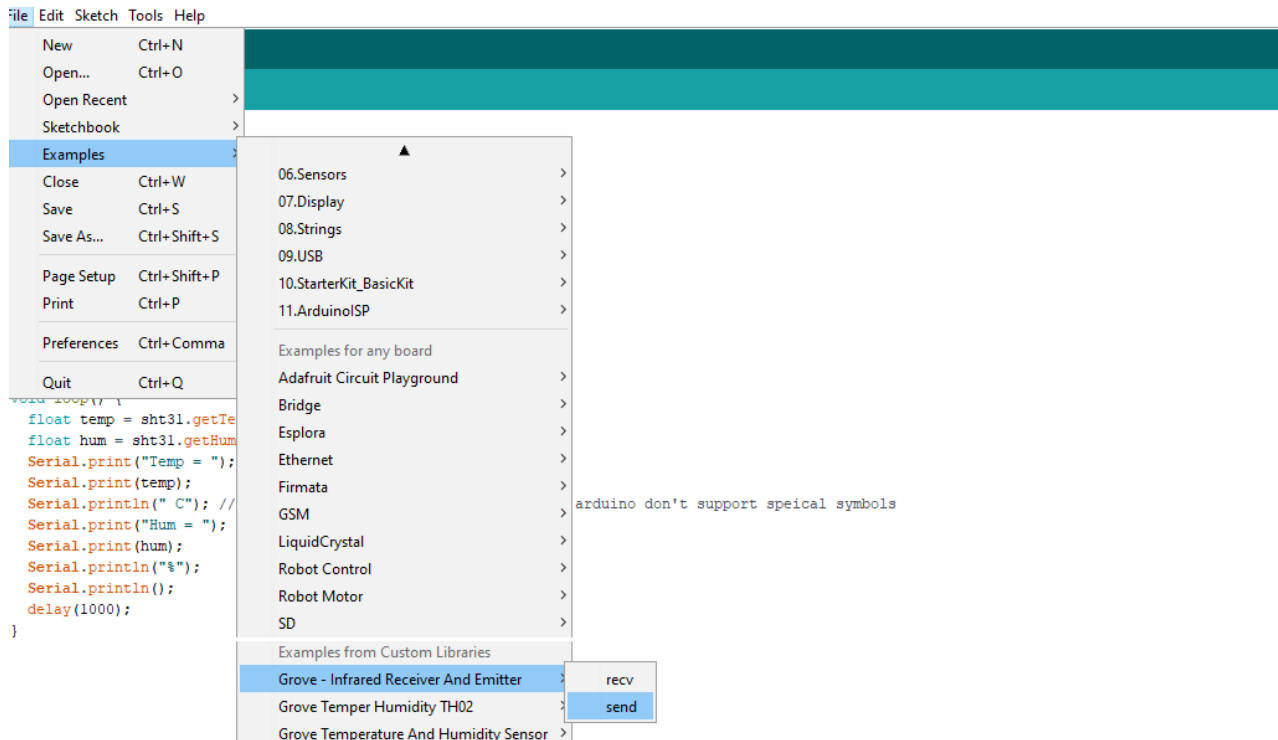 File Edit Sketch Tools Help
New Ctrl+N
Open... Ctrl+O
Open Recent
Sketchbook
Examples
Close Ctrl+W
Save Ctrl+S
Save As... Ctrl+Shift+S
Page Setup Ctrl+Shift+P
Print Ctrl+P
Preferences Ctrl+Comma
Quit Ctrl+Q
06.Sensors
07.Display
08.Strings
09.USB
10.StarterKit_BasicKit
11.ArduinoISP
Examples for any board
Adafruit Circuit Playground
Bridge
Esplora
Ethernet
Firmata
GSM
LiquidCrystal
Robot Control
Robot Motor
SD
Examples from Custom Libraries
Grove - Infrared Receiver And Emitter
Grove Temper Humidity TH02
Grove Temperature And Humidity Sensor
recv
send
void loop() {
float temp = sht31.getTe
float hum = sht31.getHum
Serial.print("Temp = ");
Serial.print(temp);
Serial.println(" C"); // arduino don't support speical symbols
Serial.print("Hum = ");
Serial.print(hum);
Serial.println("%");
Serial.println();
delay(1000);
}